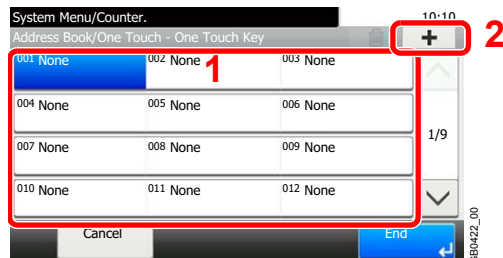 System Menu/Counter.
10:10
Address Book/One Touch - One Touch Key
+
2
001 None
002 None
1
003 None
004 None
005 None
006 None
1/9
007 None
008 None
009 None
010 None
011 None
012 None
Cancel
End